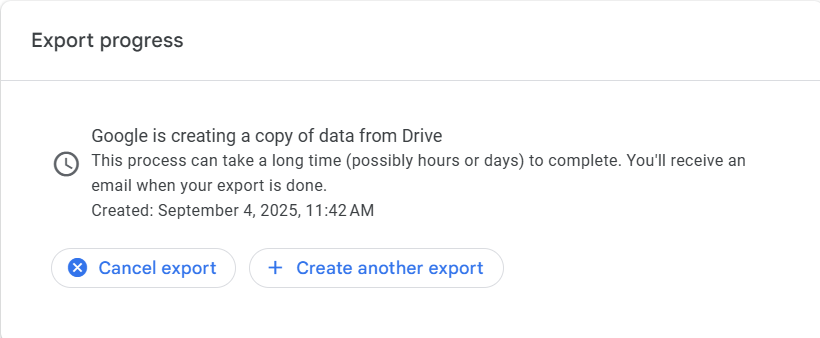 Export progress
Google is creating a copy of data from Drive
This process can take a long time (possibly hours or days) to complete. You'll receive an
email when your export is done.
Created: September 4, 2025, 11:42 AM
Cancel export
Create another export